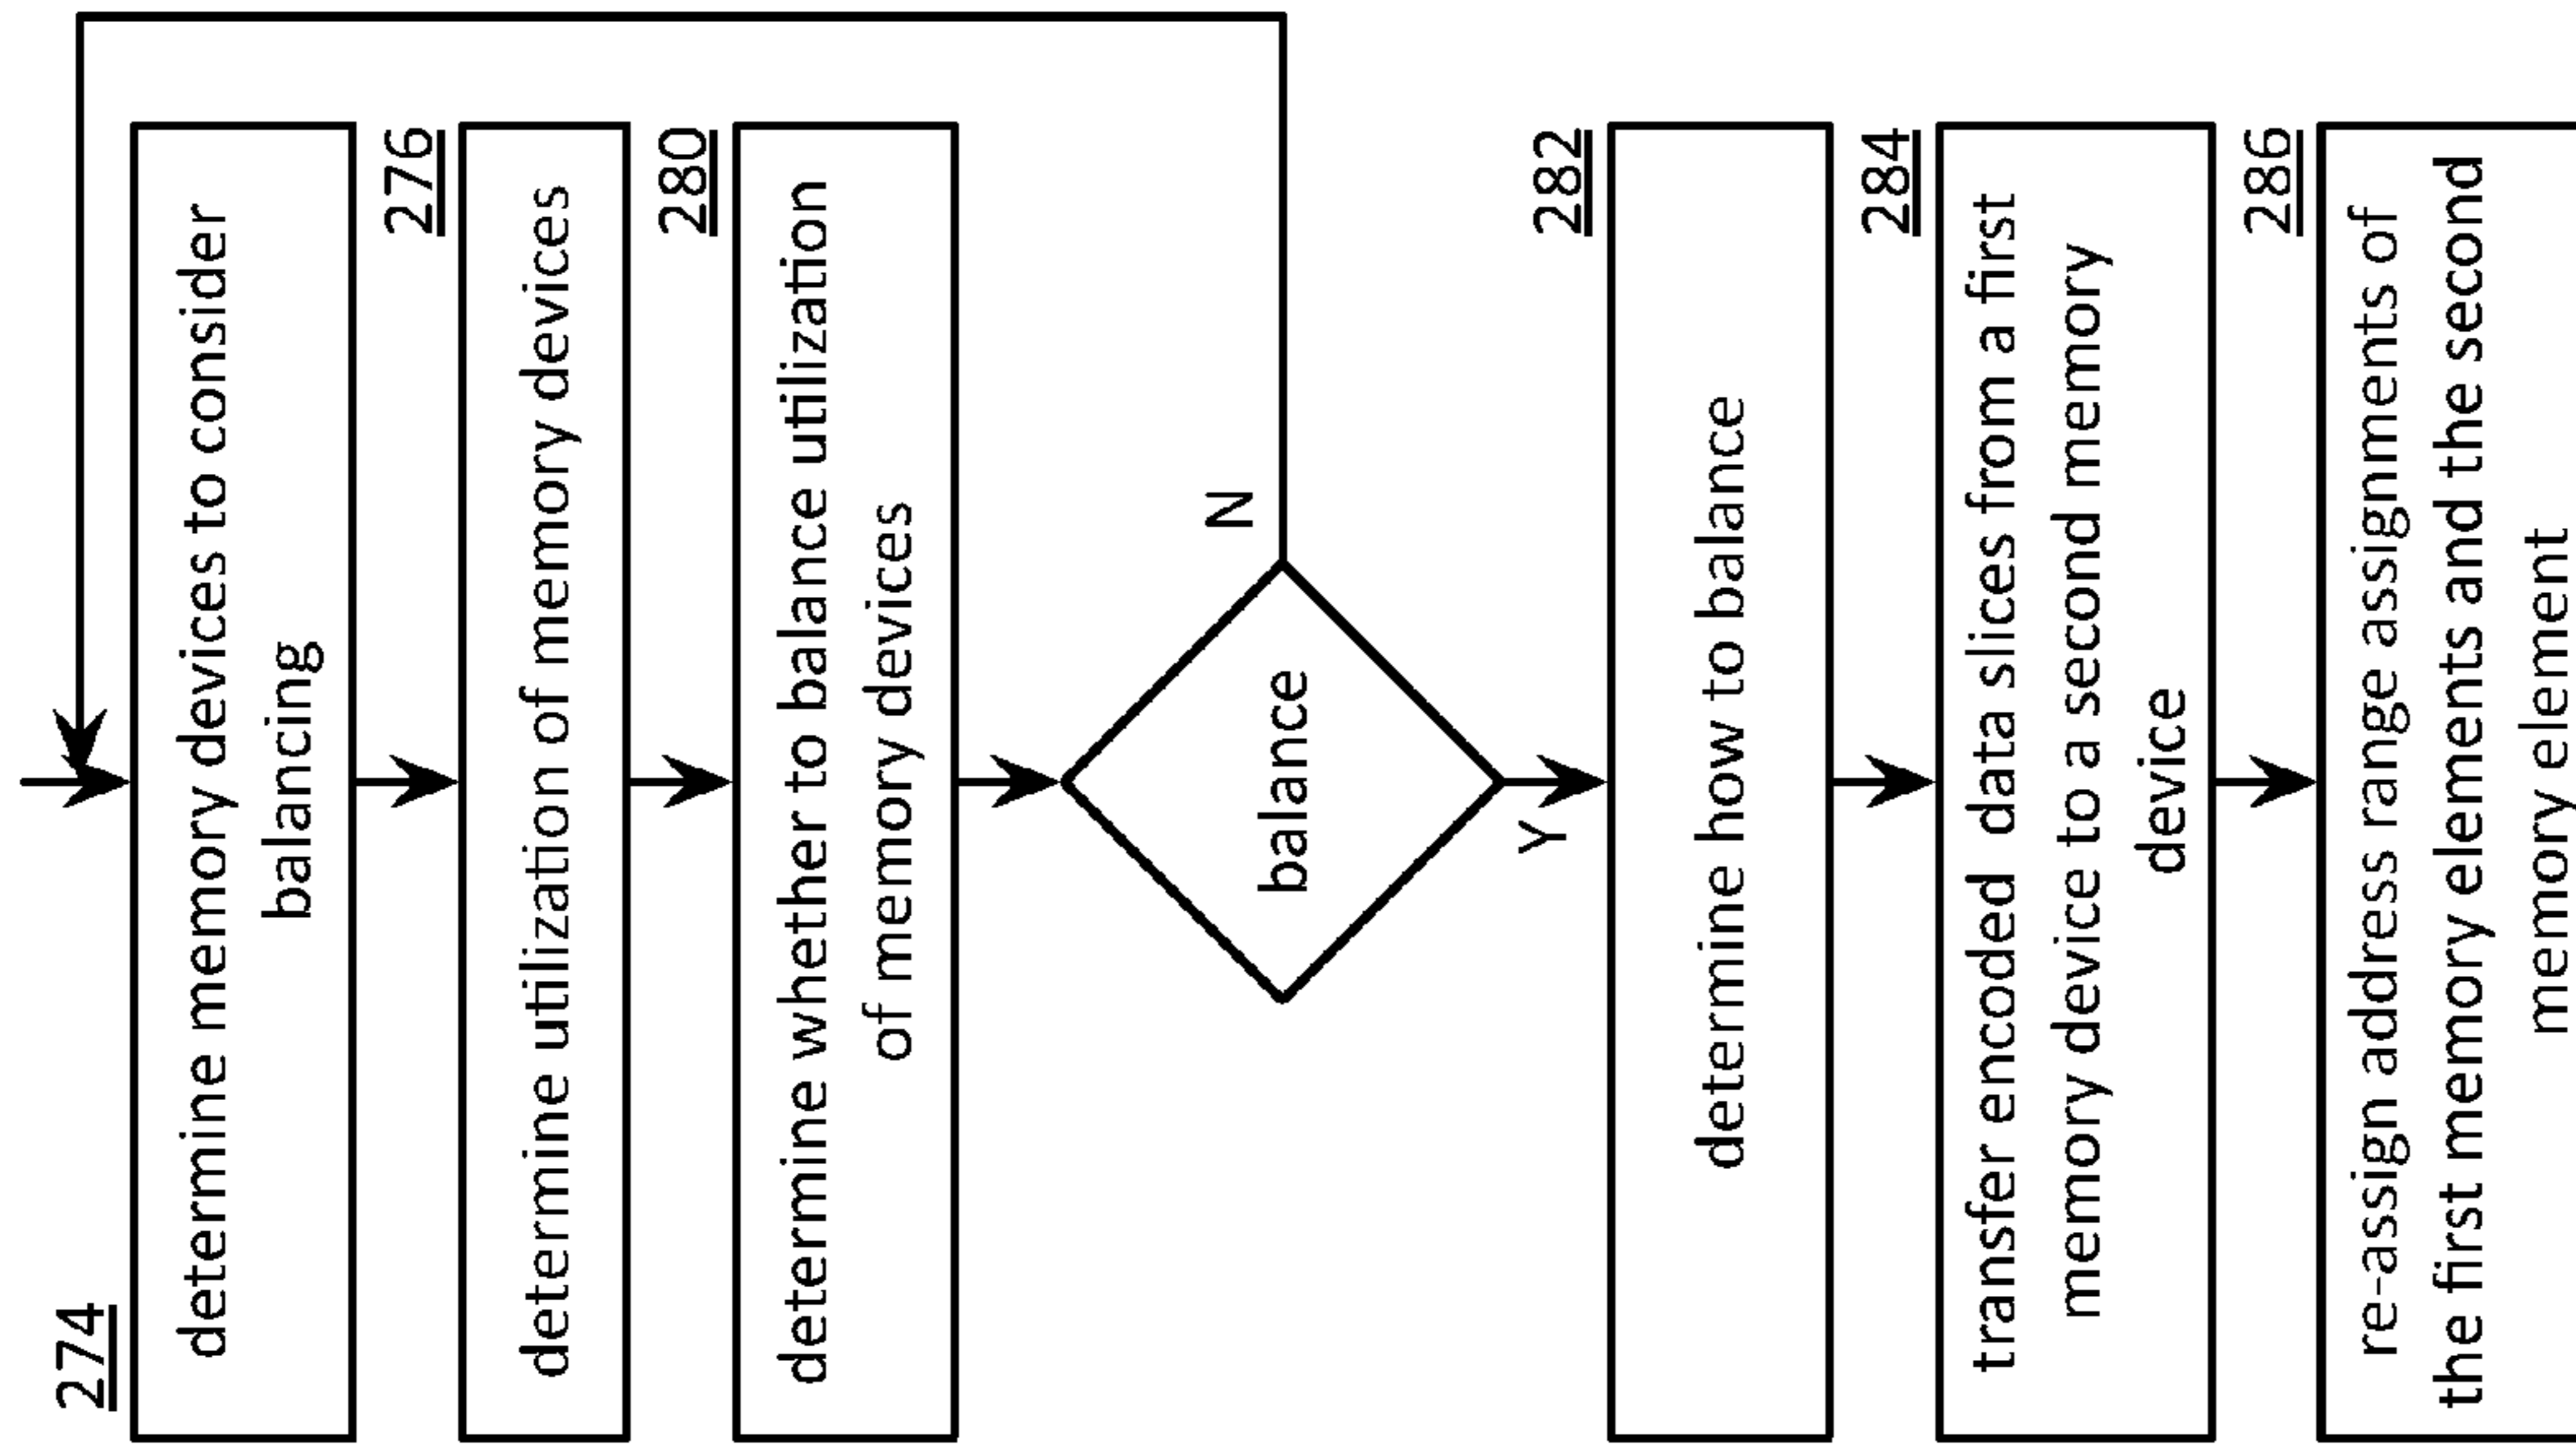 274
determine memory devices to consider
balancing
276
determine utilization of memory devices
280
determine whether to balance utilization
of memory devices
balance
N
Y
282
determine how to balance
284
transfer encoded  data slices from a first
memory device to a second memory
device
286
re-assign address range assignments of
the first memory elements and the second
memory element